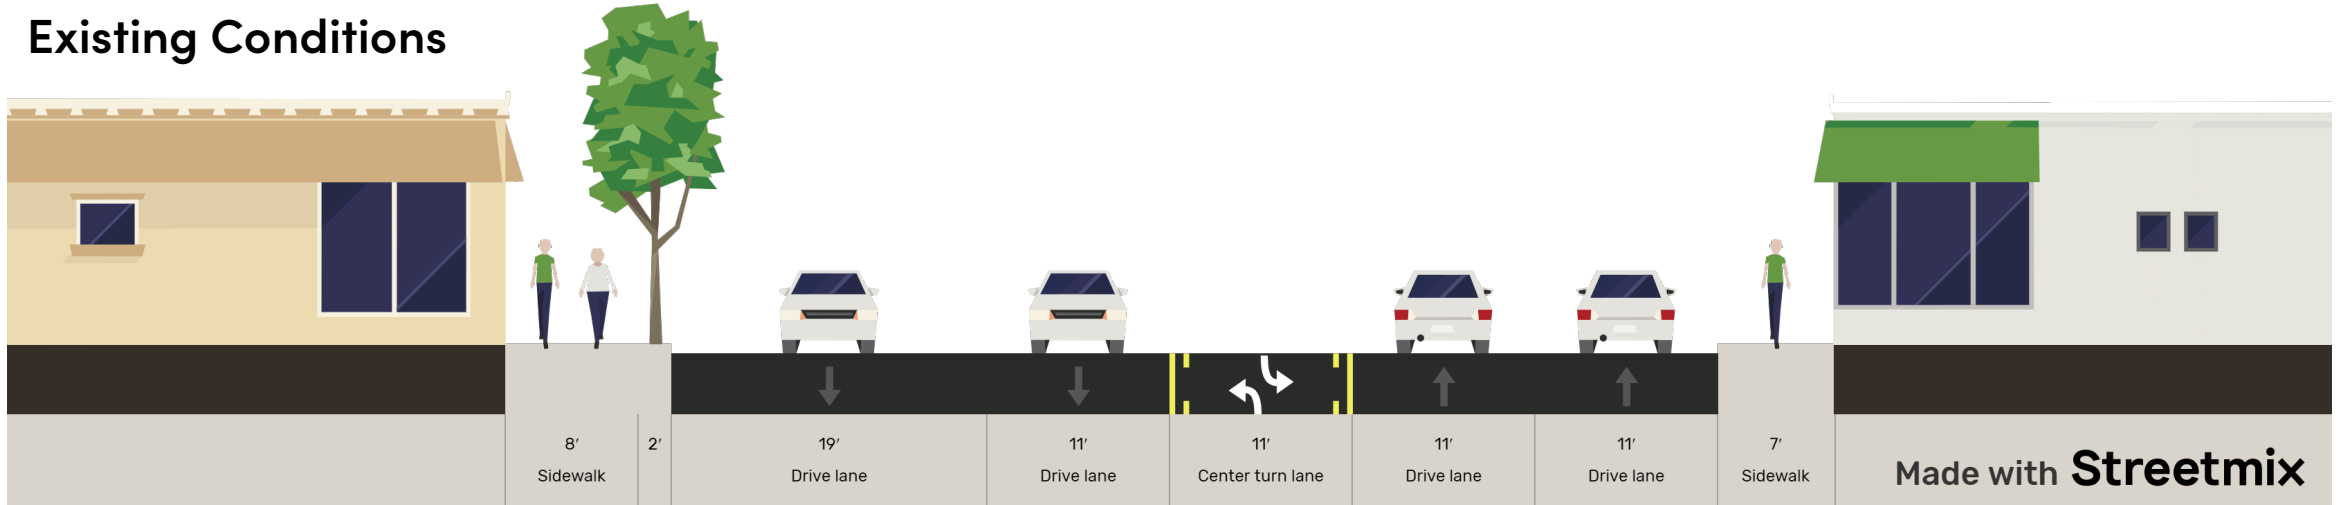 Existing Conditions
8′
2′
19′
11′
11′
11′
11′
7′
Sidewalk
Drive lane
Drive lane
Center turn lane
Drive lane
Drive lane
Sidewalk
Made with Streetmix